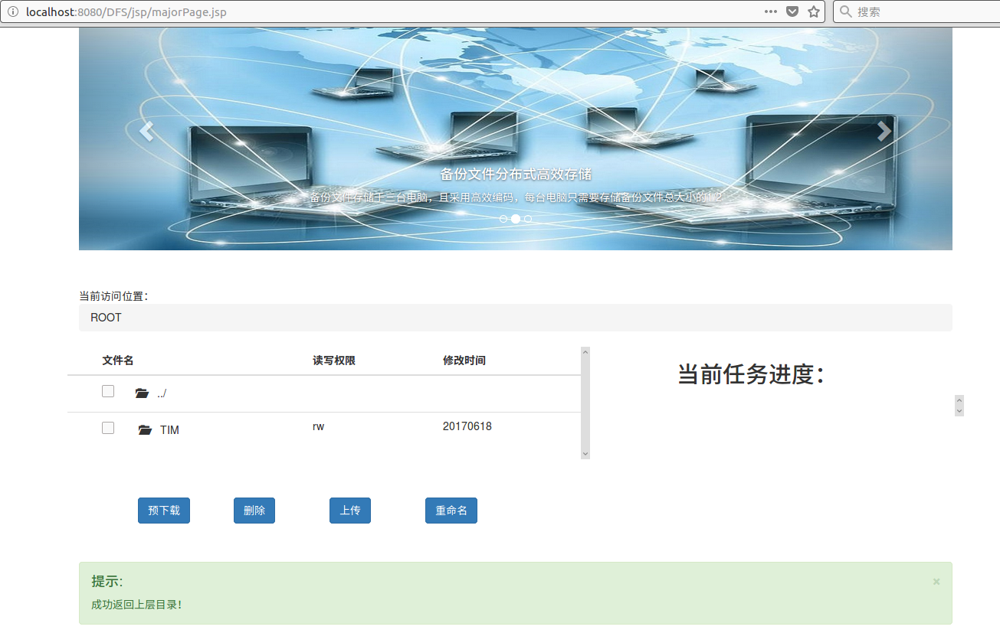 localhost:8080/DFS/jsp/majorPage.jsp
搜索
备份文件分布式高效存储
备份文件存储于三台电脑，且采用高效编码，每台电脑只需要存储备份文件总大小的1/2
当前访问位置：
ROOT
文件名 读写权限 修改时间
../
TIM rw 20170618
当前任务进度：
预下载 删除 上传 重命名
提示:
×
成功返回上层目录！